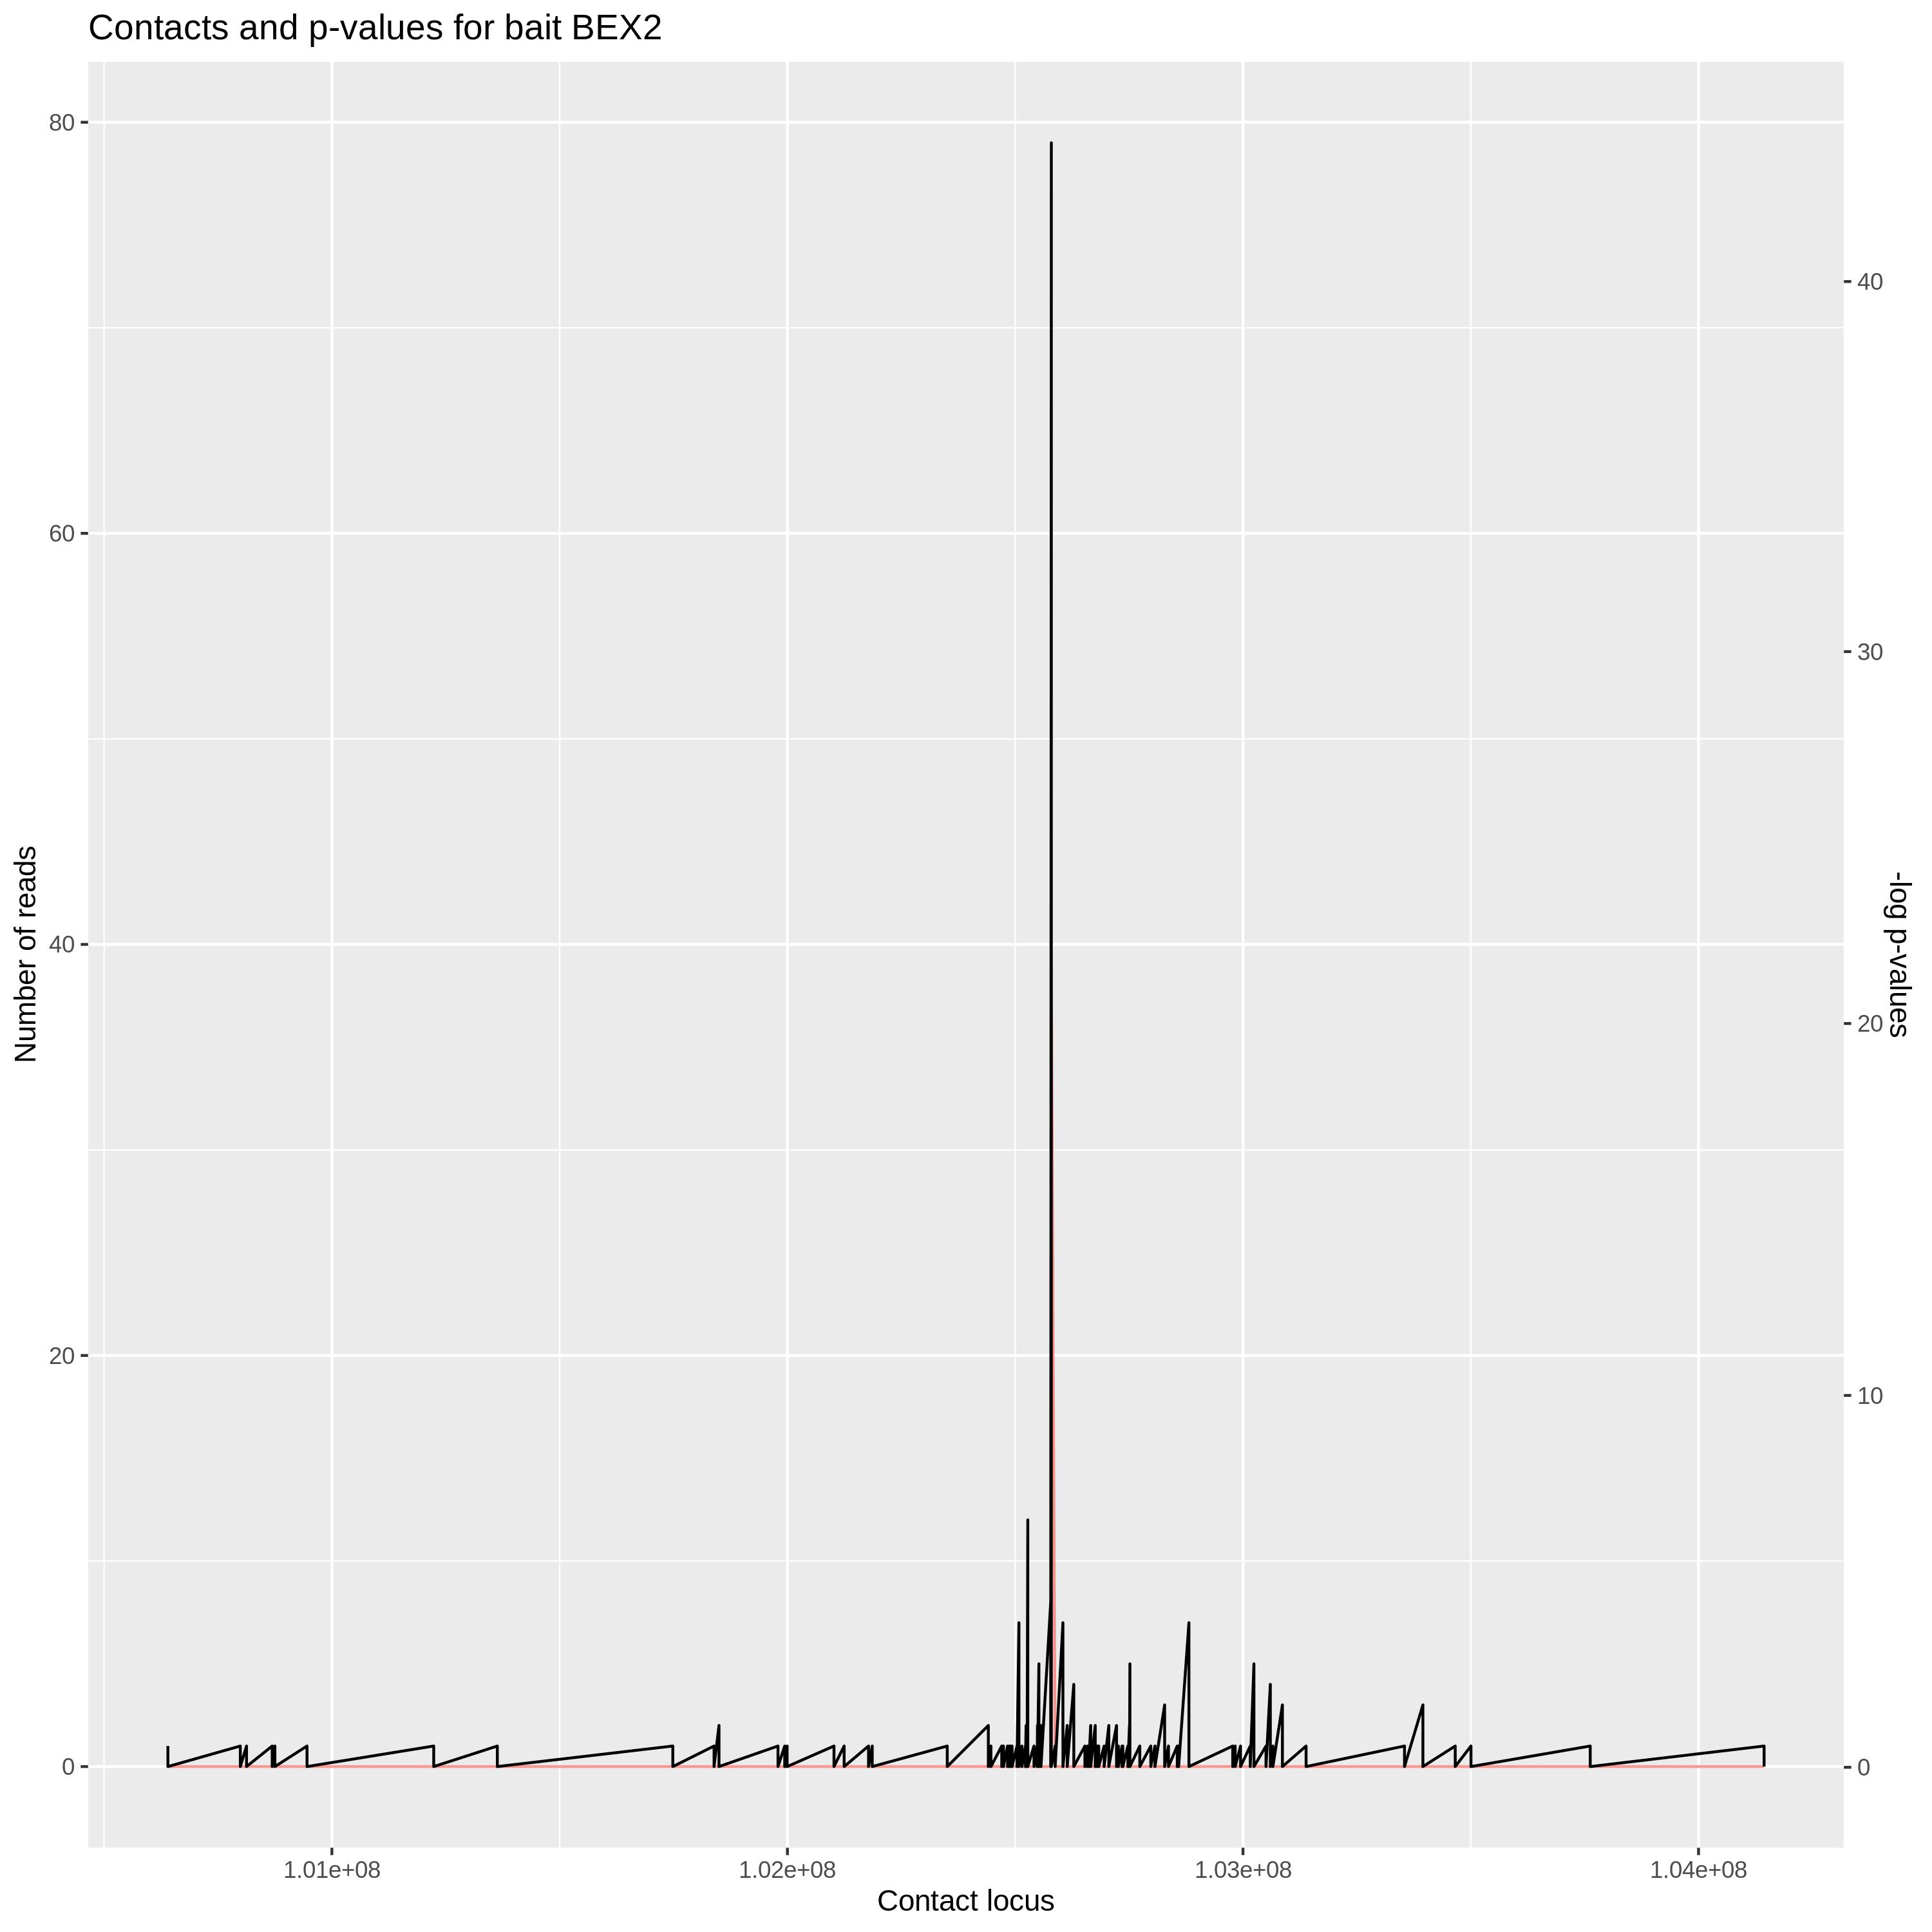 Contacts and p-values for bait BEX2
80
60
40
20
0
Number of reads
40
30
20
10
0
-log p-values
1.01e+08
1.02e+08
1.03e+08
1.04e+08
Contact locus